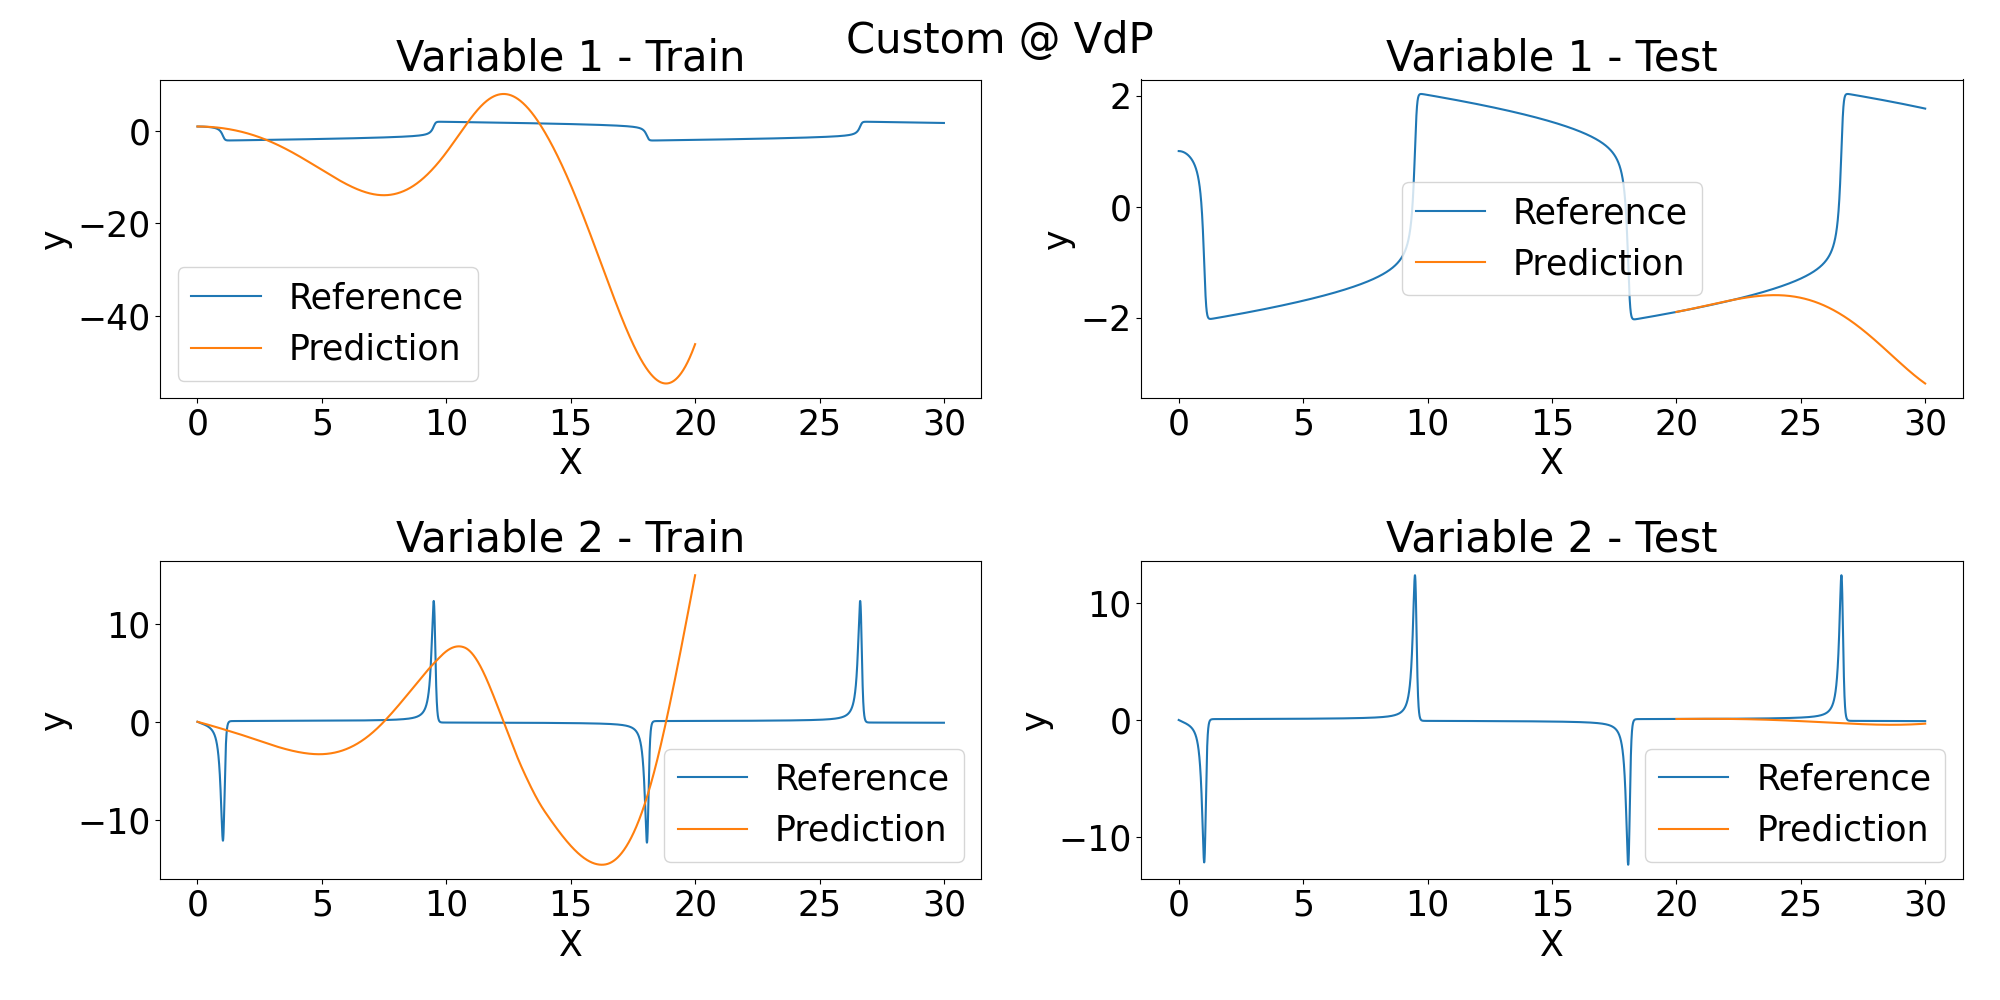 Custom @ VdP
Variable 1 - Train
0
−20
−40
y
Reference
Prediction
0 5 10 15 20 25 30
X
Variable 1 - Test
2
0
−2
y
Reference
Prediction
0 5 10 15 20 25 30
X
Variable 2 - Train
10
0
−10
y
Reference
Prediction
0 5 10 15 20 25 30
X
Variable 2 - Test
10
0
−10
y
Reference
Prediction
0 5 10 15 20 25 30
X